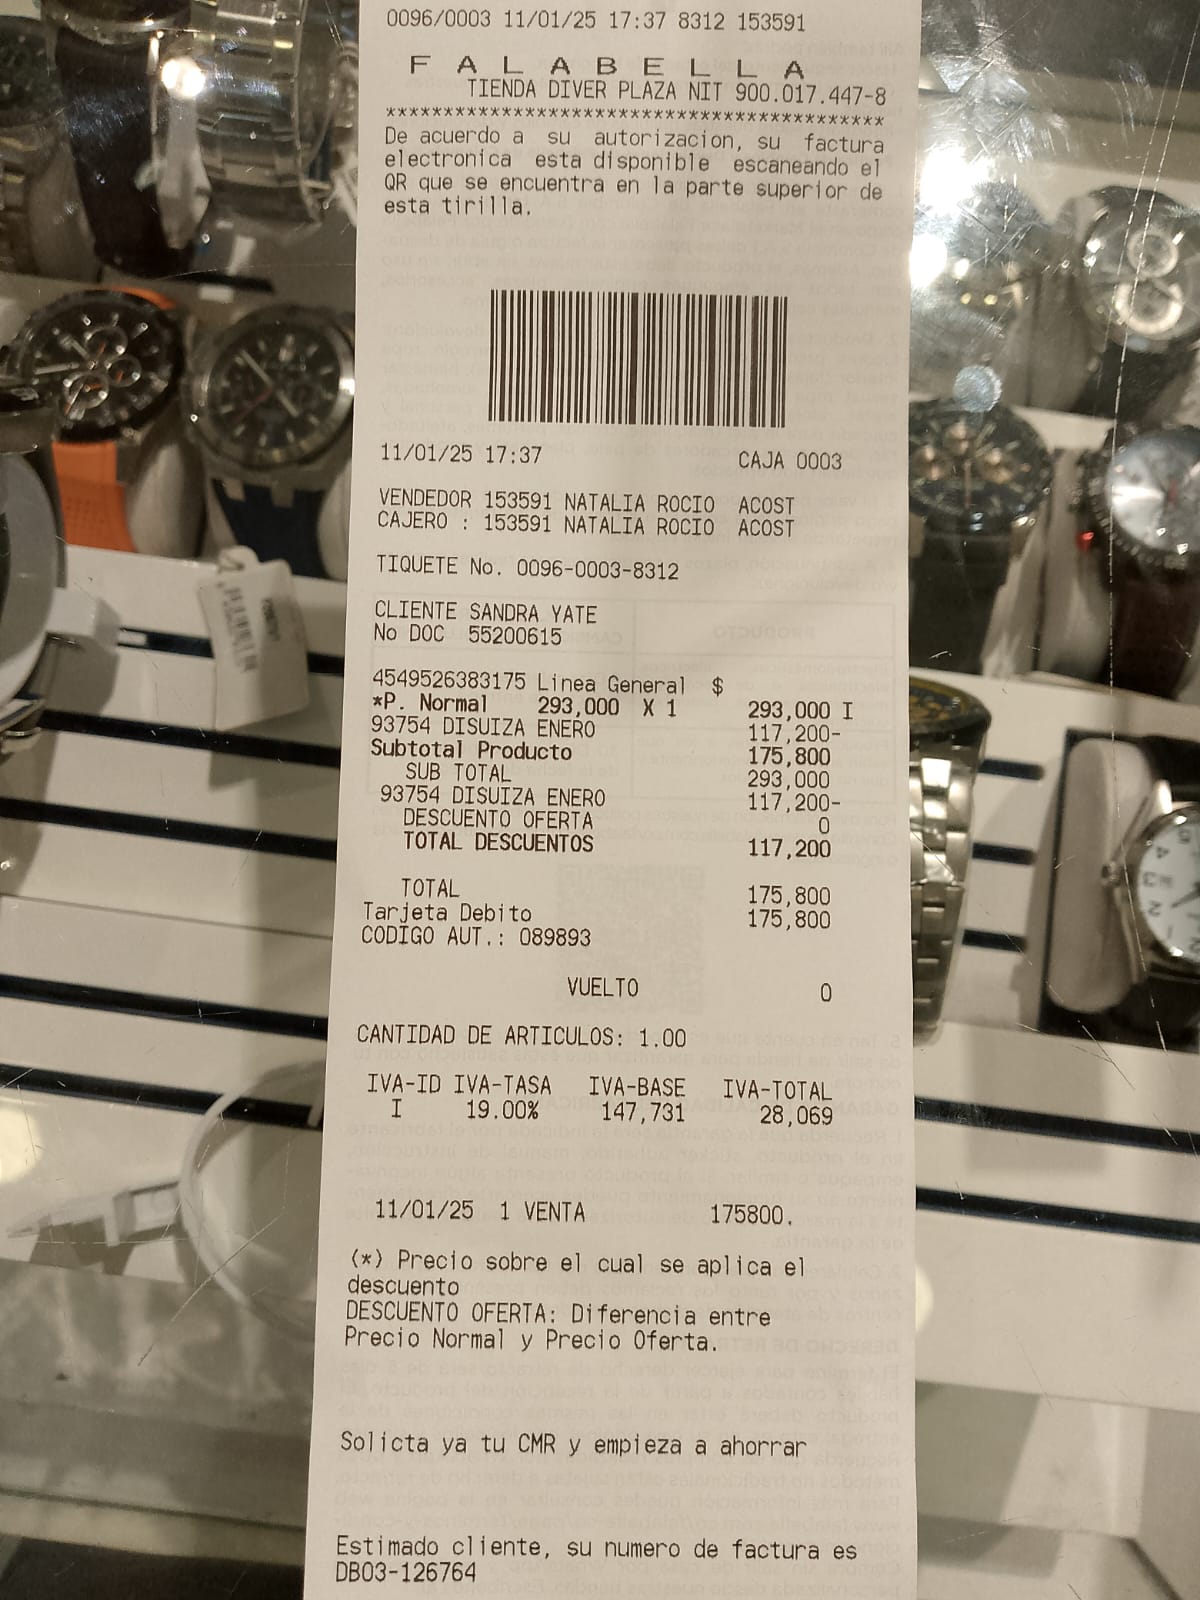 0096/0003 11/01/25 17:37 8312 153591
FALABELLA
TIENDA DIVER PLAZA NIT 900.017.447-8
*******************************************
De acuerdo a su autorizacion, su factura
electronica esta disponible escaneando el
QR que se encuentra en la parte superior de
esta tirilla.
11/01/25 17:37 CAJA 0003
VENDEDOR 153591 NATALIA ROCIO ACOST
CAJERO : 153591 NATALIA ROCIO ACOST
TIQUETE No. 0096-0003-8312
CLIENTE SANDRA YATE
No DOC 55200615
4549526383175 Linea General $
*P. Normal 293,000 X 1 293,000 I
93754 DISUIZA ENERO 117,200-
Subtotal Producto 175,800
SUB TOTAL 293,000
93754 DISUIZA ENERO 117,200-
DESCUENTO OFERTA 0
TOTAL DESCUENTOS 117,200
TOTAL 175,800
Tarjeta Debito 175,800
CODIGO AUT.: 089893
VUELTO 0
CANTIDAD DE ARTICULOS: 1.00
IVA-ID IVA-TASA IVA-BASE IVA-TOTAL
I 19.00% 147,731 28,069
11/01/25 1 VENTA 175800.
(*) Precio sobre el cual se aplica el
descuento
DESCUENTO OFERTA: Diferencia entre
Precio Normal y Precio Oferta.
Solicta ya tu CMR y empieza a ahorrar
Estimado cliente, su numero de factura es
DB03-126764